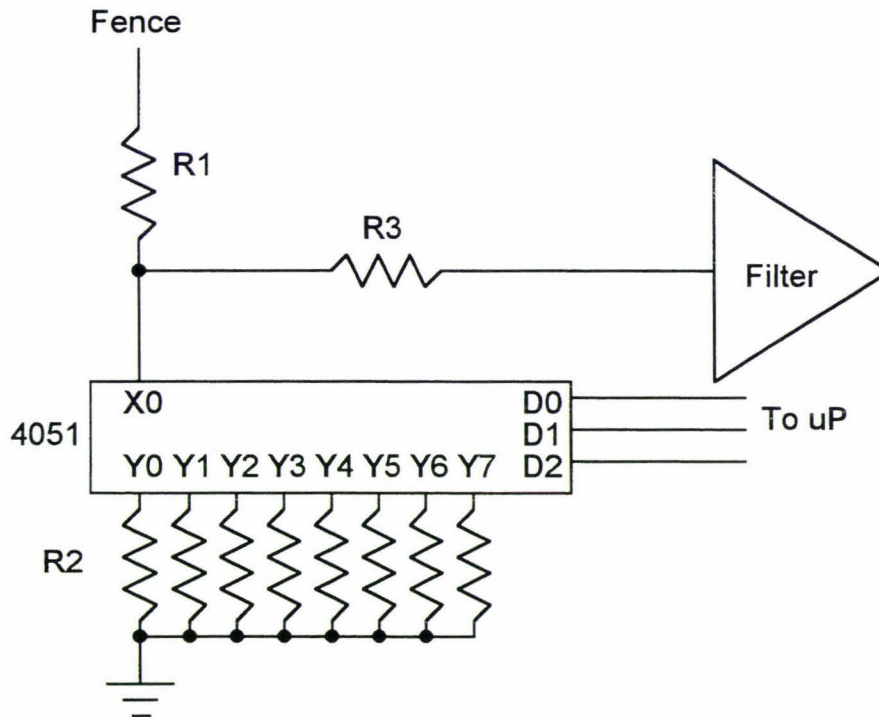 Fence
R1
R3
Filter
X0 D0
4051 D1 To uP
Y0 Y1 Y2 Y3 Y4 Y5 Y6 Y7 D2
R2